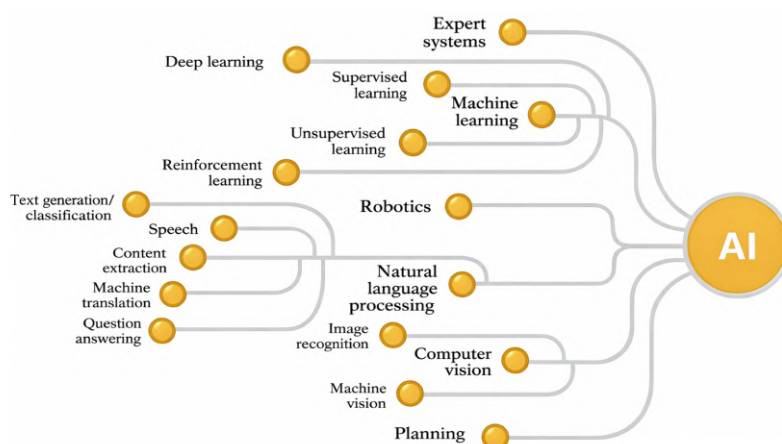 Expert
systems
Deep learning
Supervised
learning
Machine
learning
Unsupervised
learning
Reinforcement
learning
Text generation/
classification
Robotics
Speech
AI
Content
extraction
Natural
language
processing
Machine
translation
Question
answering
Image
recognition
Computer
vision
Machine
vision
Planning